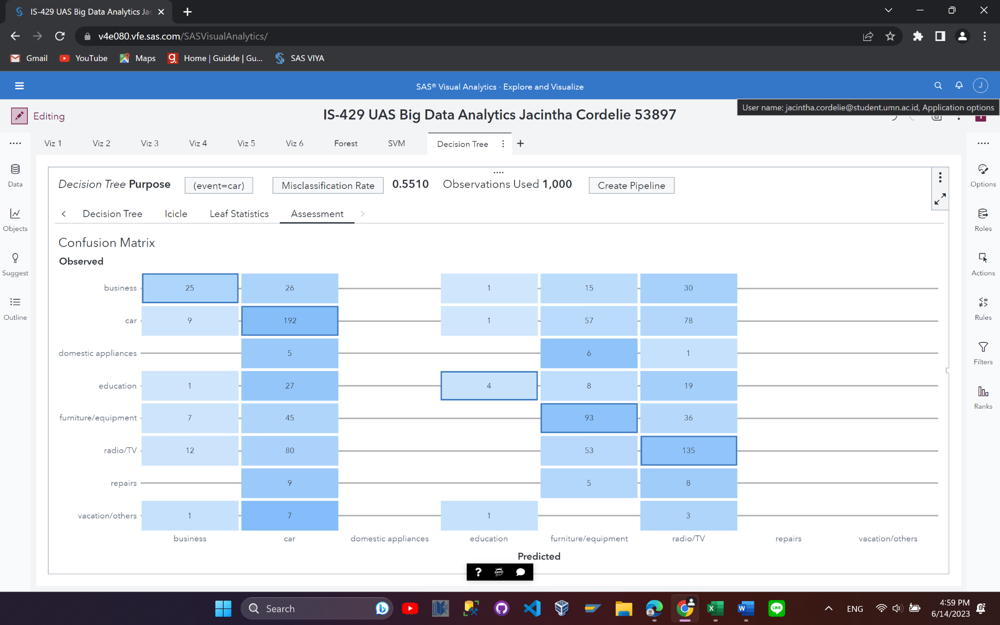 IS-429 UAS Big Data Analytics Jac
v4e080.vfe.sas.com/SASVisualAnalytics/
Gmail YouTube Maps Home | Guidde | Gu... SAS VIYA
SAS® Visual Analytics - Explore and Visualize
J
Editing
IS-429 UAS Big Data Analytics Jacintha Cordelie 53897
User name: jacintha.cordelie@student.umn.ac.id, Application options
Viz 1 Viz 2 Viz 3 Viz 4 Viz 5 Viz 6 Forest SVM Decision Tree
Data
Objects
Suggest
Outline
Decision Tree Purpose (event=car) Misclassification Rate 0.5510 Observations Used 1,000 Create Pipeline
Decision Tree Icicle Leaf Statistics Assessment
Confusion Matrix
Observed
business 25 26 1 15 30
car 9 192 1 57 78
domestic appliances 5 6 1
education 1 27 4 8 19
furniture/equipment 7 45 93 36
radio/TV 12 80 53 135
repairs 9 5 8
vacation/others 1 7 1 3
business car domestic appliances education furniture/equipment radio/TV repairs vacation/others
Predicted
Options
Roles
Actions
Rules
Filters
Ranks
?
Search
LINE
ENG
4:59 PM
6/14/2023